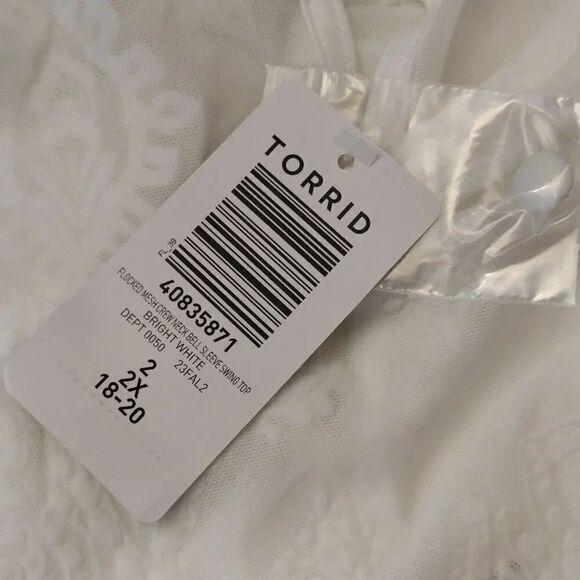 TORRID
40835871
FLOCKED MESH CREW NECK BELL SLEEVE SWING TOP
BRIGHT WHITE
DEPT 0050 23FAL2
2
2X
18-20